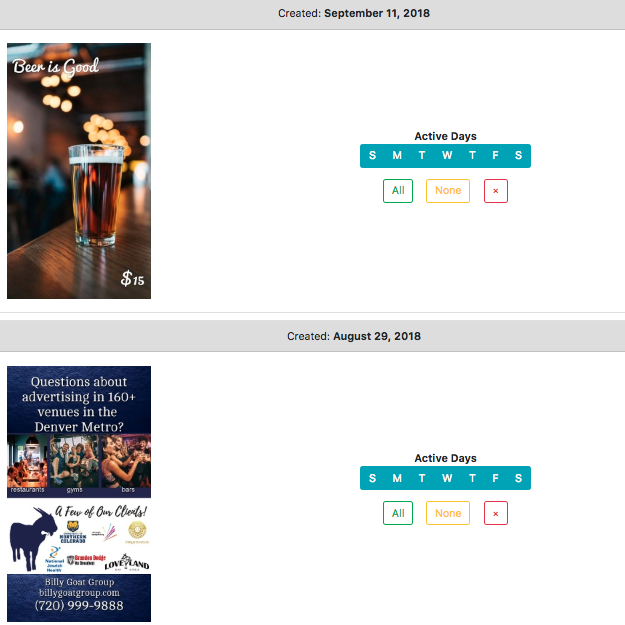 Created: September 11, 2018
Beer is Good
$15
Active Days
S M T W T F S
All None ×
Created: August 29, 2018
Questions about
advertising in 160+
venues in the
Denver Metro?
restaurants gyms bars
A Few of Our Clients!
NORTHERN
COLORADO
National
Jewish
Health
Brandon Dodge
LOVELAND
Billy Goat Group
billygoatgroup.com
(720) 999-9888
Active Days
S M T W T F S
All None ×